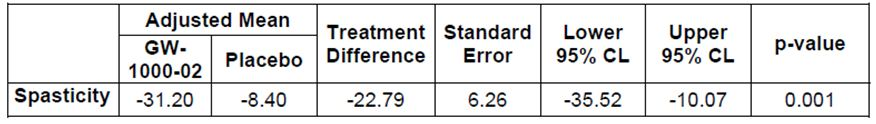 Adjusted Mean Treatment Difference Standard Error Lower 95% CL Upper 95% CL p-value
GW-1000-02 Placebo
Spasticity -31.20 -8.40 -22.79 6.26 -35.52 -10.07 0.001